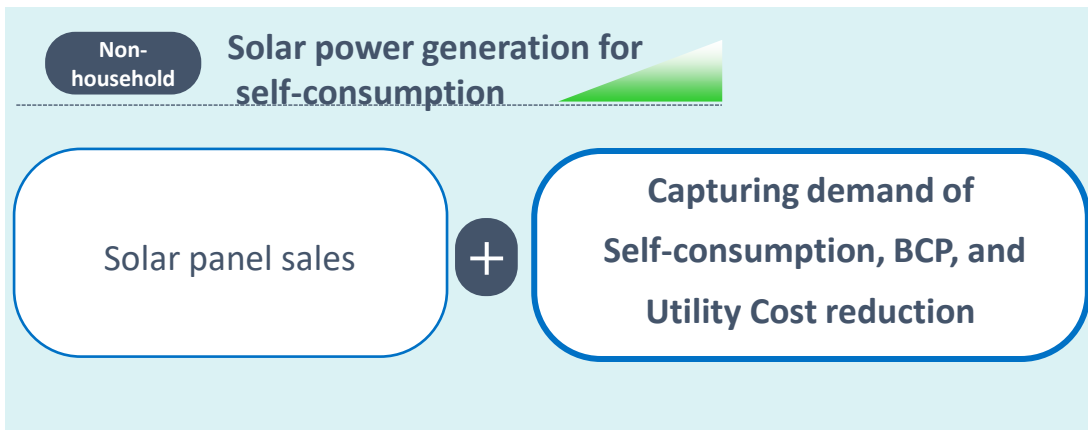 Non-
household
Solar power generation for
self-consumption
Solar panel sales
+
Capturing demand of
Self-consumption, BCP, and
Utility Cost reduction